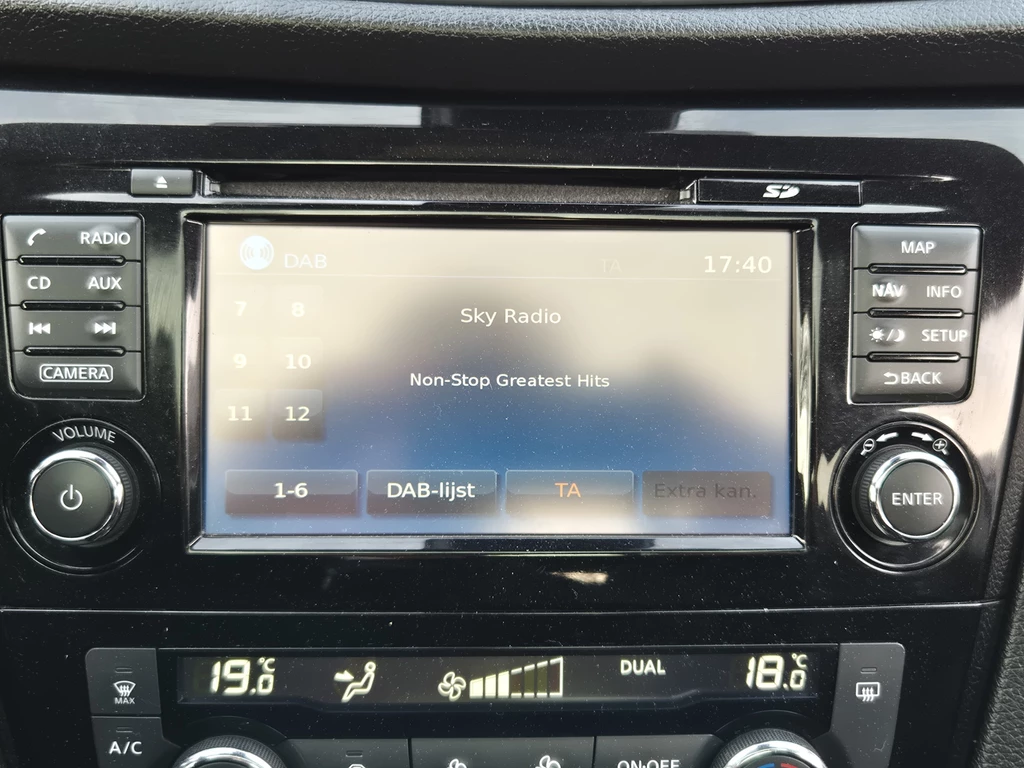 SD
RADIO
CD AUX
CAMERA
VOLUME
DAB TA 17:40
7 8
Sky Radio
9 10
Non-Stop Greatest Hits
11 12
1-6 DAB-lijst TA Extra kan.
MAP
NAV INFO
SETUP
BACK
ENTER
19.0 °C
DUAL
18.0 °C
MAX
A/C
ON·OFF